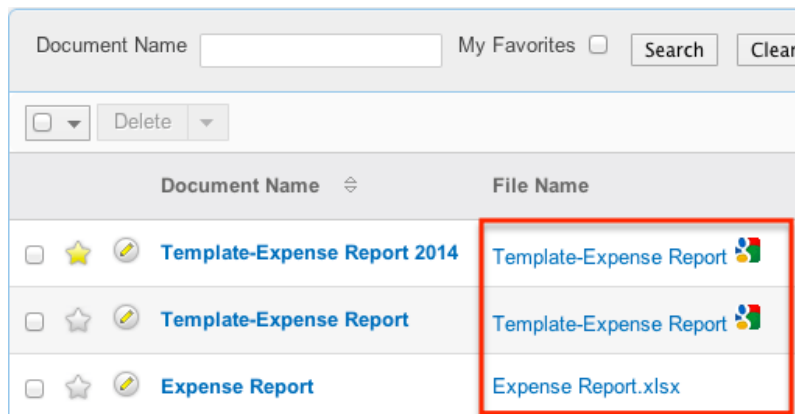 Document Name My Favorites Search Clear
Delete
Document Name File Name
Template-Expense Report 2014 Template-Expense Report
Template-Expense Report Template-Expense Report
Expense Report Expense Report.xlsx